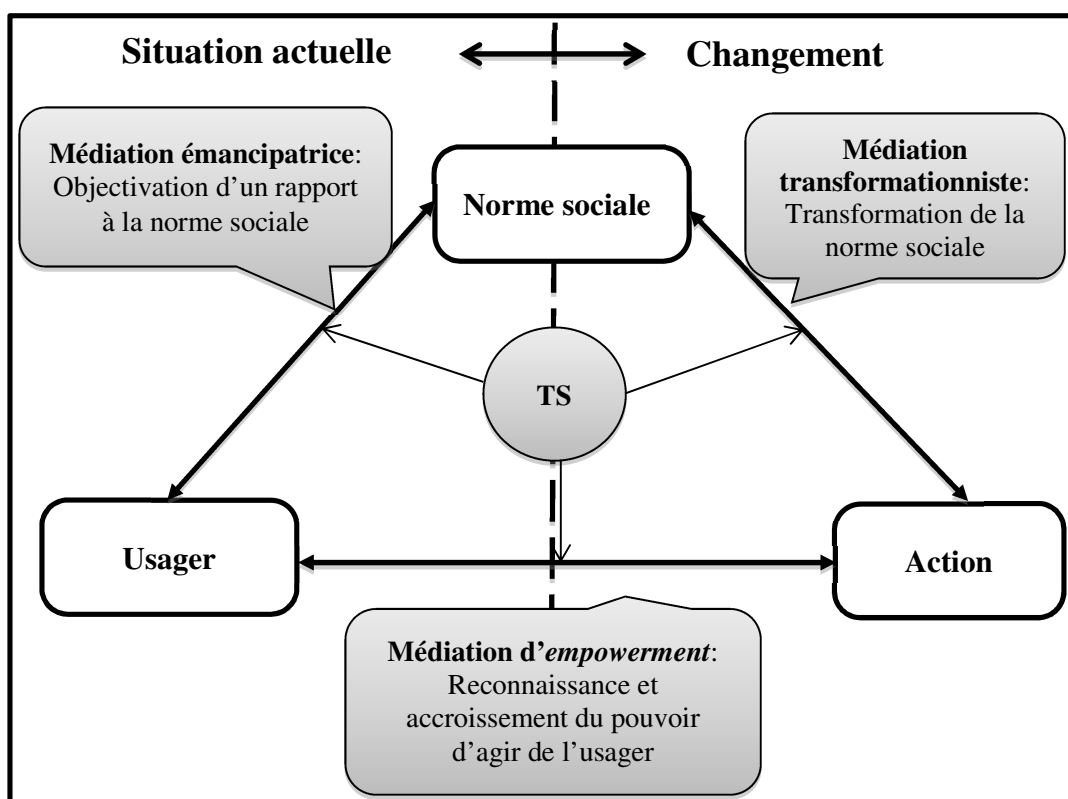 Situation actuelle
Changement
Médiation émancipatrice:
Objectivation d’un rapport
à la norme sociale
Norme sociale
Médiation
transformationniste:
Transformation de la
norme sociale
TS
Usager
Action
Médiation d’empowerment:
Reconnaissance et
accroissement du pouvoir
d’agir de l’usager